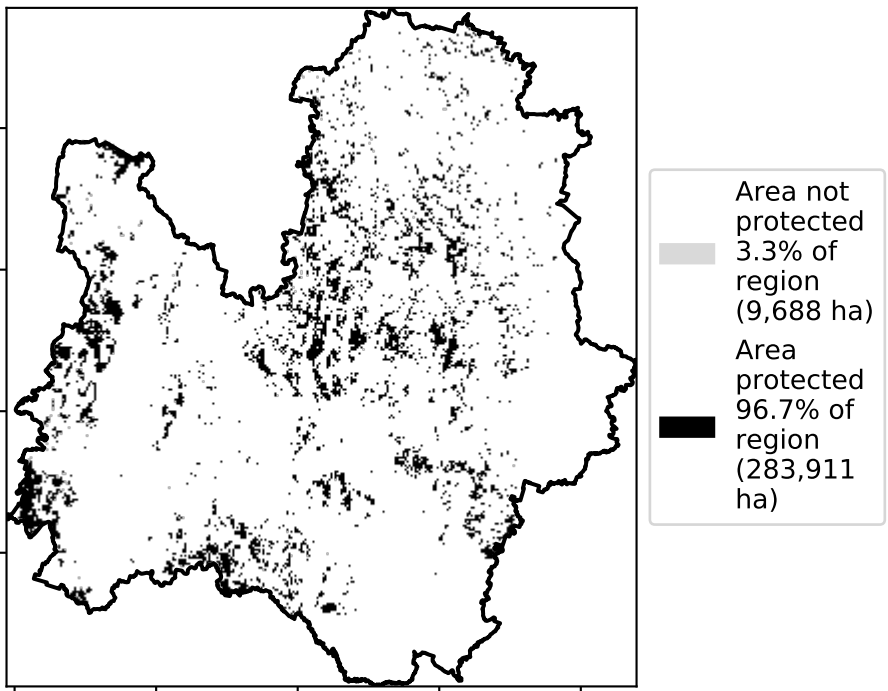 Area not
protected
3.3% of
region
(9,688 ha)
Area
protected
96.7% of
region
(283,911
ha)